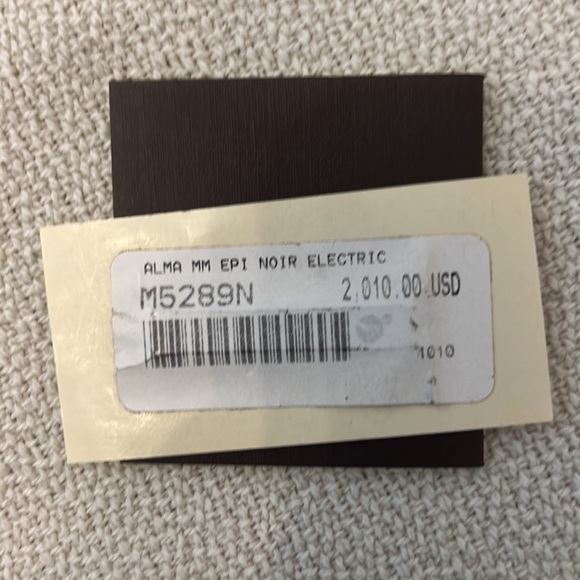 ALMA MM EPI NOIR ELECTRIC
M5289N 2,010.00 USD
1010